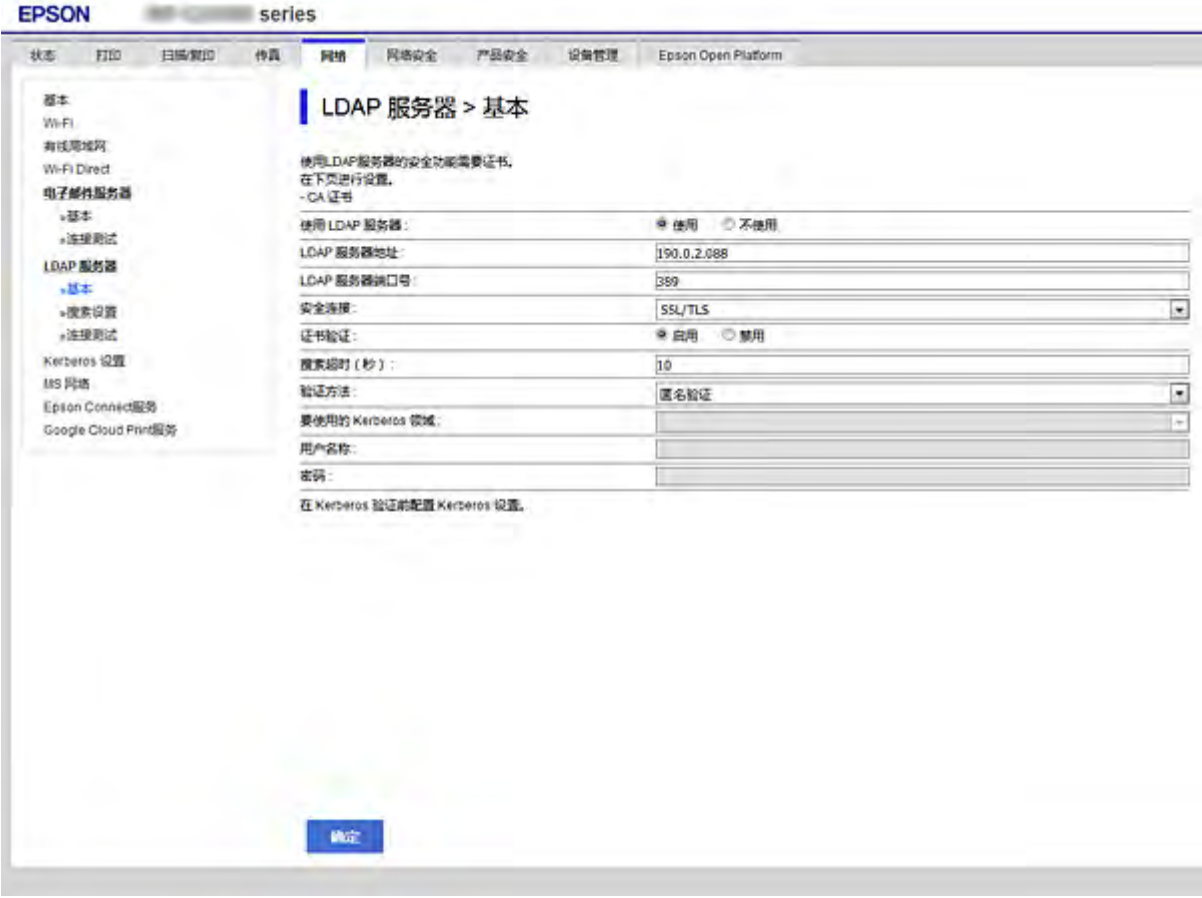 EPSON series
状态 打印 扫描/复印 传真 网络 网络安全 产品安全 设备管理 Epson Open Platform
基本
Wi-Fi
有线局域网
Wi-Fi Direct
电子邮件服务器
»基本
»连接测试
LDAP 服务器
»基本
»搜索设置
»连接测试
Kerberos 设置
MS 网络
Epson Connect服务
Google Cloud Print服务
LDAP 服务器 > 基本
使用LDAP服务器的安全功能需要证书。
在下页进行设置。
- CA 证书
使用 LDAP 服务器 : 使用 不使用
LDAP 服务器地址 : 190.0.2.088
LDAP 服务器端口号 : 389
安全连接 : SSL/TLS
证书验证 : 启用 禁用
搜索超时(秒) : 10
验证方法 : 匿名验证
要使用的 Kerberos 领域 :
用户名称 :
密码 :
在 Kerberos 验证前配置 Kerberos 设置。
确定